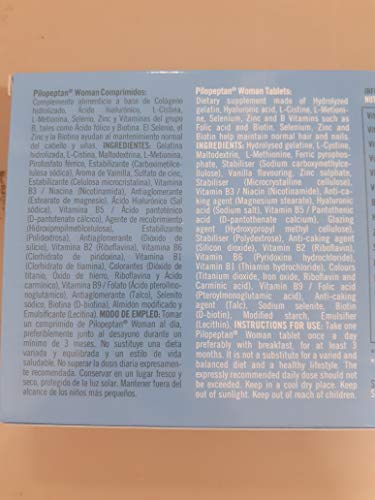 Pilopeptan® Woman Comprimidos:
Complemento alimenticio a base de Colágeno
hidrolizado, Ácido hialurónico, L-Cistina,
L-Metionina, Selenio, Zinc y Vitaminas del grupo
B, tales como Ácido fólico y Biotina. El Selenio, el
Zinc y la Biotina ayudan al mantenimiento normal
del cabello y uñas. INGREDIENTES: Gelatina
hidrolizada, L-Cistina, Maltodextrina, L-Metionina,
Pirofosfato férrico, Estabilizante (Carboximetilce-
lulosa sódica), Aroma de Vainilla, Sulfato de cinc,
Estabilizante (Celulosa microcristalina), Vitamina
B3 / Niacina (Nicotinamida), Antiaglomerante
(Estearato de magnesio), Ácido Hialurónico (Sal
sódica), Vitamina B5 / Ácido pantoténico
(D-pantotenato cálcico), Agente de recubrimiento
(Hidroxipropilmetilcelulosa), Estabilizante
(Polidextrosa), Antiaglomerante (Dióxido de
silicio), Vitamina B2 (Riboflavina), Vitamina B6
(Clorhidrato de Piridoxina), Vitamina B1
(Clorhidrato de tiamina), Colorantes (Dióxido de
titanio, Óxido de hierro, Riboflavina y Ácido
carmínico), Vitamina B9 / Folato (Ácido pteroilmo-
noglutámico), Antiaglomerante (Talco), Selenito
sódico, Biotina (D-biotina), Almidón modificado y
Emulsificante (Lecitina). MODO DE EMPLEO: Tomar
un comprimido de Pilopeptan® Woman al día,
preferentemente junto al desayuno durante un
mínimo de 3 meses. No sustituye una dieta
variada y equilibrada y un estilo de vida
saludable. No superar la dosis diaria expresamen-
te recomendada. Conservar en un lugar fresco y
seco, protegido de la luz solar. Mantener fuera del
alcance de los niños más pequeños.
Pilopeptan® Woman Tablets:
Dietary supplement made of Hydrolyzed
gelatin, Hyaluronic acid, L-Cystine, L-Methioni-
ne, Selenium, Zinc and B Vitamins such as
Folic acid and Biotin. Selenium, Zinc and
Biotin help maintain normal hair and nails.
INGREDIENTS: Hydrolysed gelatine, L-Cystine,
Maltodextrin, L-Methionine, Ferric pyrophos-
phate, Stabiliser (Sodium carboxymethylce-
llulose), Vanilla flavouring, Zinc sulphate,
Stabiliser (Microcrystalline cellulose),
Vitamin B3 / Niacin (Nicotinamide), Anti-ca-
king agent (Magnesium stearate), Hyaluronic
acid (Sodium salt), Vitamin B5 / Pantothenic
acid (D-pantothenate calcium), Glazing
agent (Hydroxypropyl methyl cellulose),
Stabiliser (Polydextrose), Anti-caking agent
(Silicon dioxide), Vitamin B2 (Riboflavin),
Vitamin B6 (Pyridoxine hydrochloride),
Vitamin B1 (Thiamin hydrochloride), Colours
(Titanium dioxide, Iron oxide, Riboflavin and
Carminic acid), Vitamin B9 / Folic acid
(Pteroylmonoglutamic acid), Anti-caking
agent (Talc), Sodium selenite, Biotin
(D-biotin), Modified starch, Emulsifier
(Lecithin). INSTRUCTIONS FOR USE: Take one
Pilopeptan® Woman tablet once a day
preferably with breakfast, for at least 3
months. It is not a substitute for a varied and
balanced diet and a healthy lifestyle. The
expressly recommended daily dose should not
be exceeded. Keep in a cool dry place. Keep
out of sunlight. Keep out of reach of children.